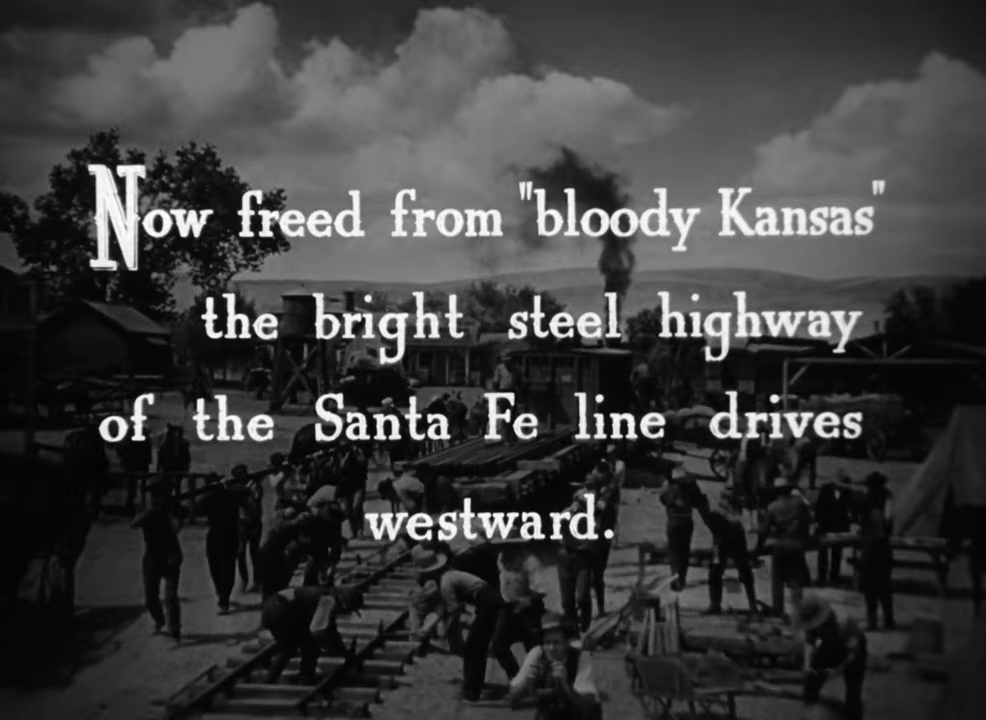 Now freed from "bloody Kansas"
the bright steel highway
of the Santa Fe line drives
westward.